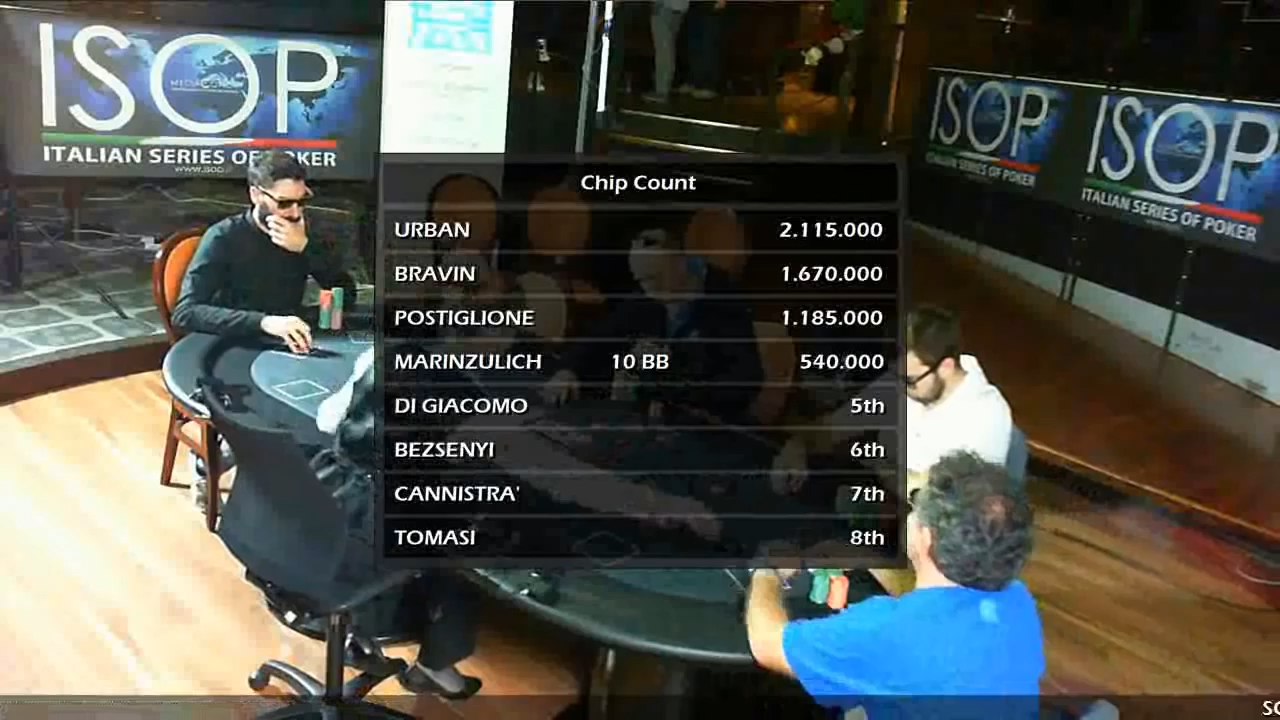 ISOP
ITALIAN SERIES OF POKER
ISOP
ITALIAN SERIES OF POKER
ISOP
ITALIAN SERIES OF POKER
Chip Count
URBAN 2.115.000
BRAVIN 1.670.000
POSTIGLIONE 1.185.000
MARINZULICH 10 BB 540.000
DI GIACOMO 5th
BEZSENYI 6th
CANNISTRA' 7th
TOMASI 8th